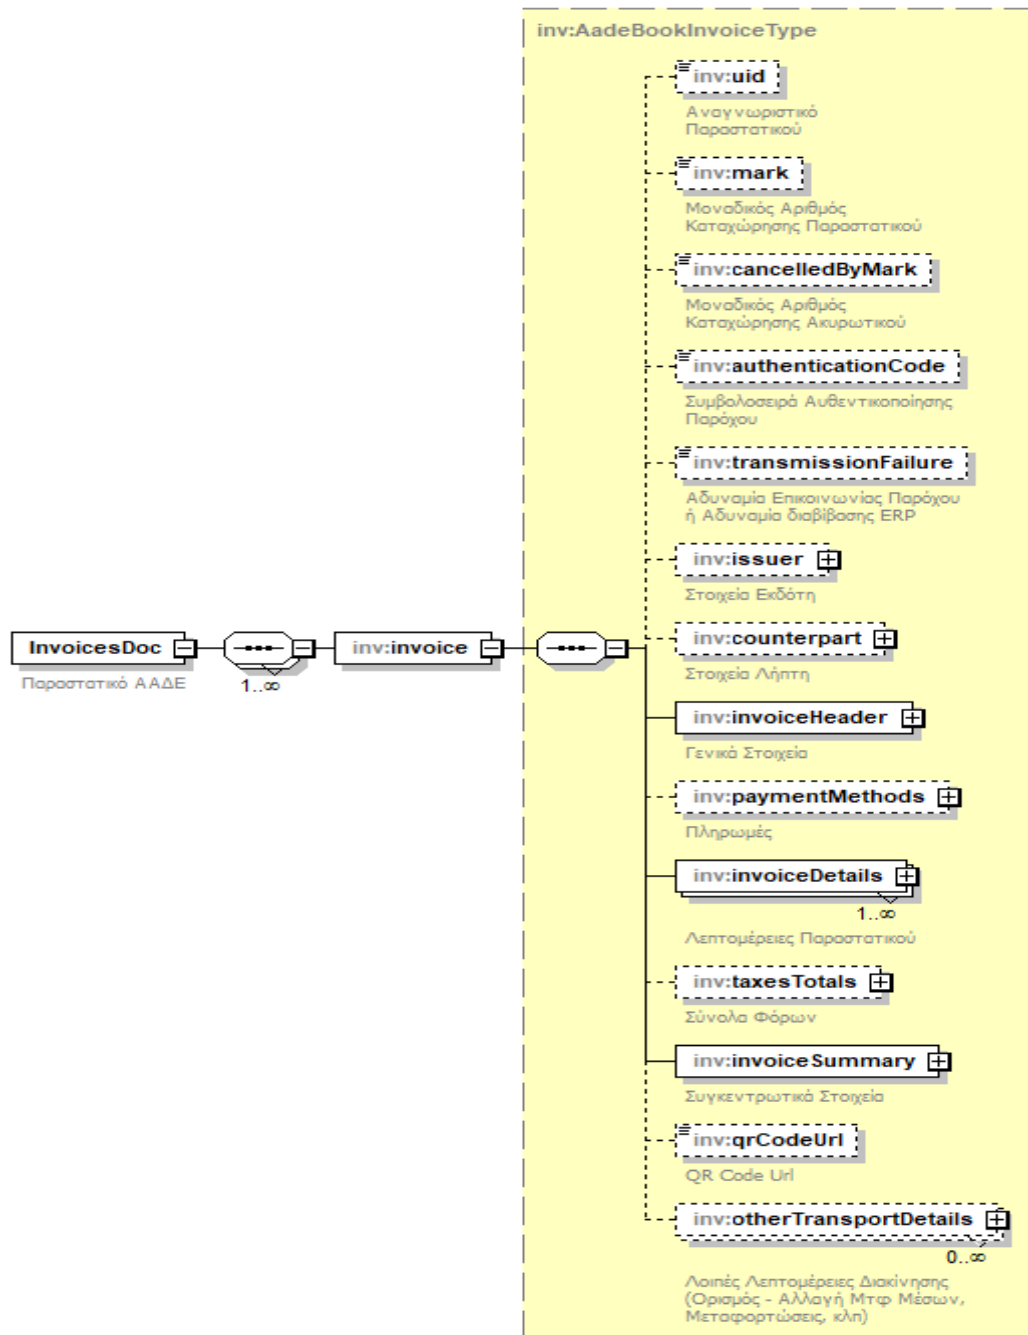 inv:AadeBookInvoiceType
inv:uid
Αναγνωριστικό
Παραστατικού
inv:mark
Μοναδικός Αριθμός
Καταχώρησης Παραστατικού
inv:cancelledByMark
Μοναδικός Αριθμός
Καταχώρησης Ακυρωτικού
inv:authenticationCode
Συμβολοσειρά Αυθεντικοποίησης
Παρόχου
inv:transmissionFailure
Αδυναμία Επικοινωνίας Παρόχου
ή Αδυναμία διαβίβασης ERP
inv:issuer
Στοιχεία Εκδότη
inv:counterpart
Στοιχεία Λήπτη
InvoicesDoc
Παραστατικό ΑΑΔΕ
1..∞
inv:invoice
inv:invoiceHeader
Γενικά Στοιχεία
inv:paymentMethods
Πληρωμές
inv:invoiceDetails
1..∞
Λεπτομέρειες Παραστατικού
inv:taxesTotals
Σύνολα Φόρων
inv:invoiceSummary
Συγκεντρωτικά Στοιχεία
inv:qrCodeUrl
QR Code Url
inv:otherTransportDetails
0..∞
Λοιπές Λεπτομέρειες Διακίνησης
(Ορισμός - Αλλαγή Μτφ Μέσων,
Μεταφορτώσεις, κλπ)